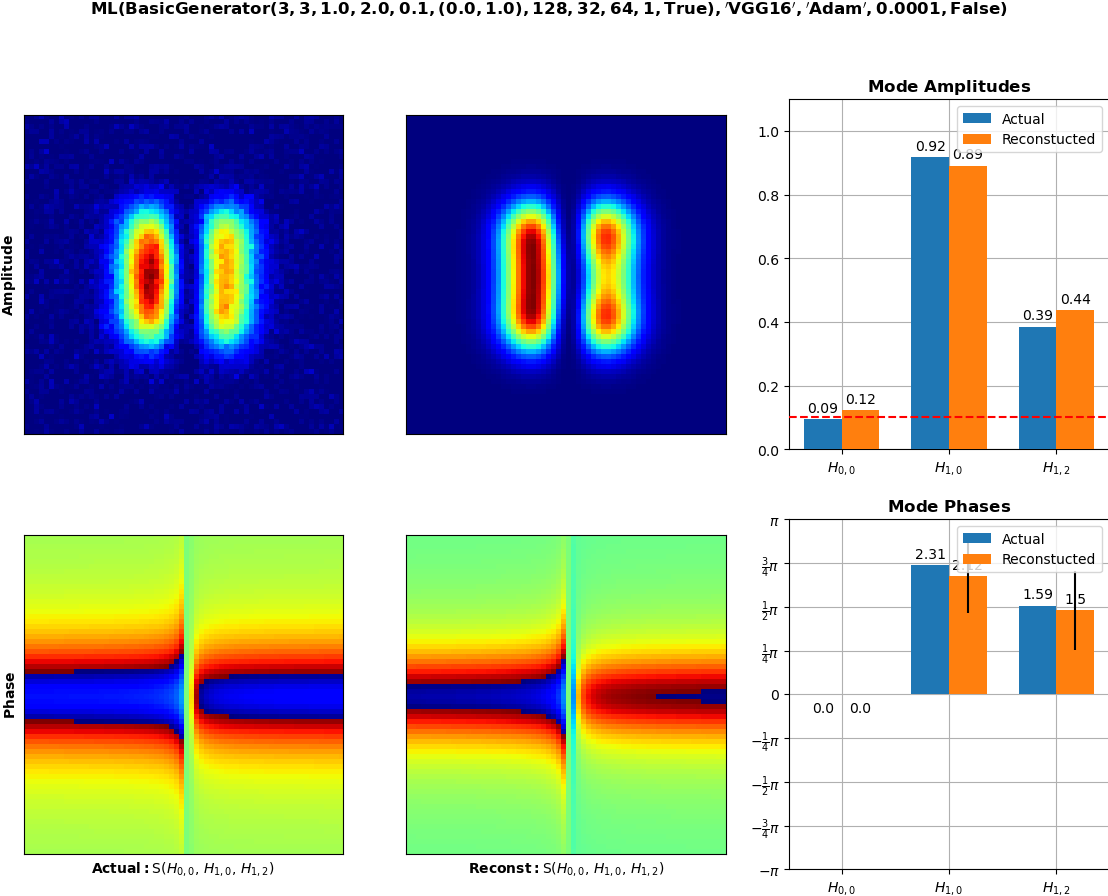 ML(BasicGenerator(3, 3, 1.0, 2.0, 0.1, (0.0, 1.0), 128, 32, 64, 1, True), ′VGG16′, ′Adam′, 0.0001, False)
Amplitude
Mode Amplitudes
Actual
Reconstucted
1.0
0.8
0.6
0.4
0.2
0.0
0.09
0.12
0.92
0.89
0.39
0.44
H0,0
H1,0
H1,2
Phase
Actual: S(H0,0, H1,0, H1,2)
Reconst: S(H0,0, H1,0, H1,2)
Mode Phases
Actual
Reconstucted
π
3/4π
1/2π
1/4π
0
−1/4π
−1/2π
−3/4π
−π
0.0
0.0
2.31
1.59
1.5
H0,0
H1,0
H1,2